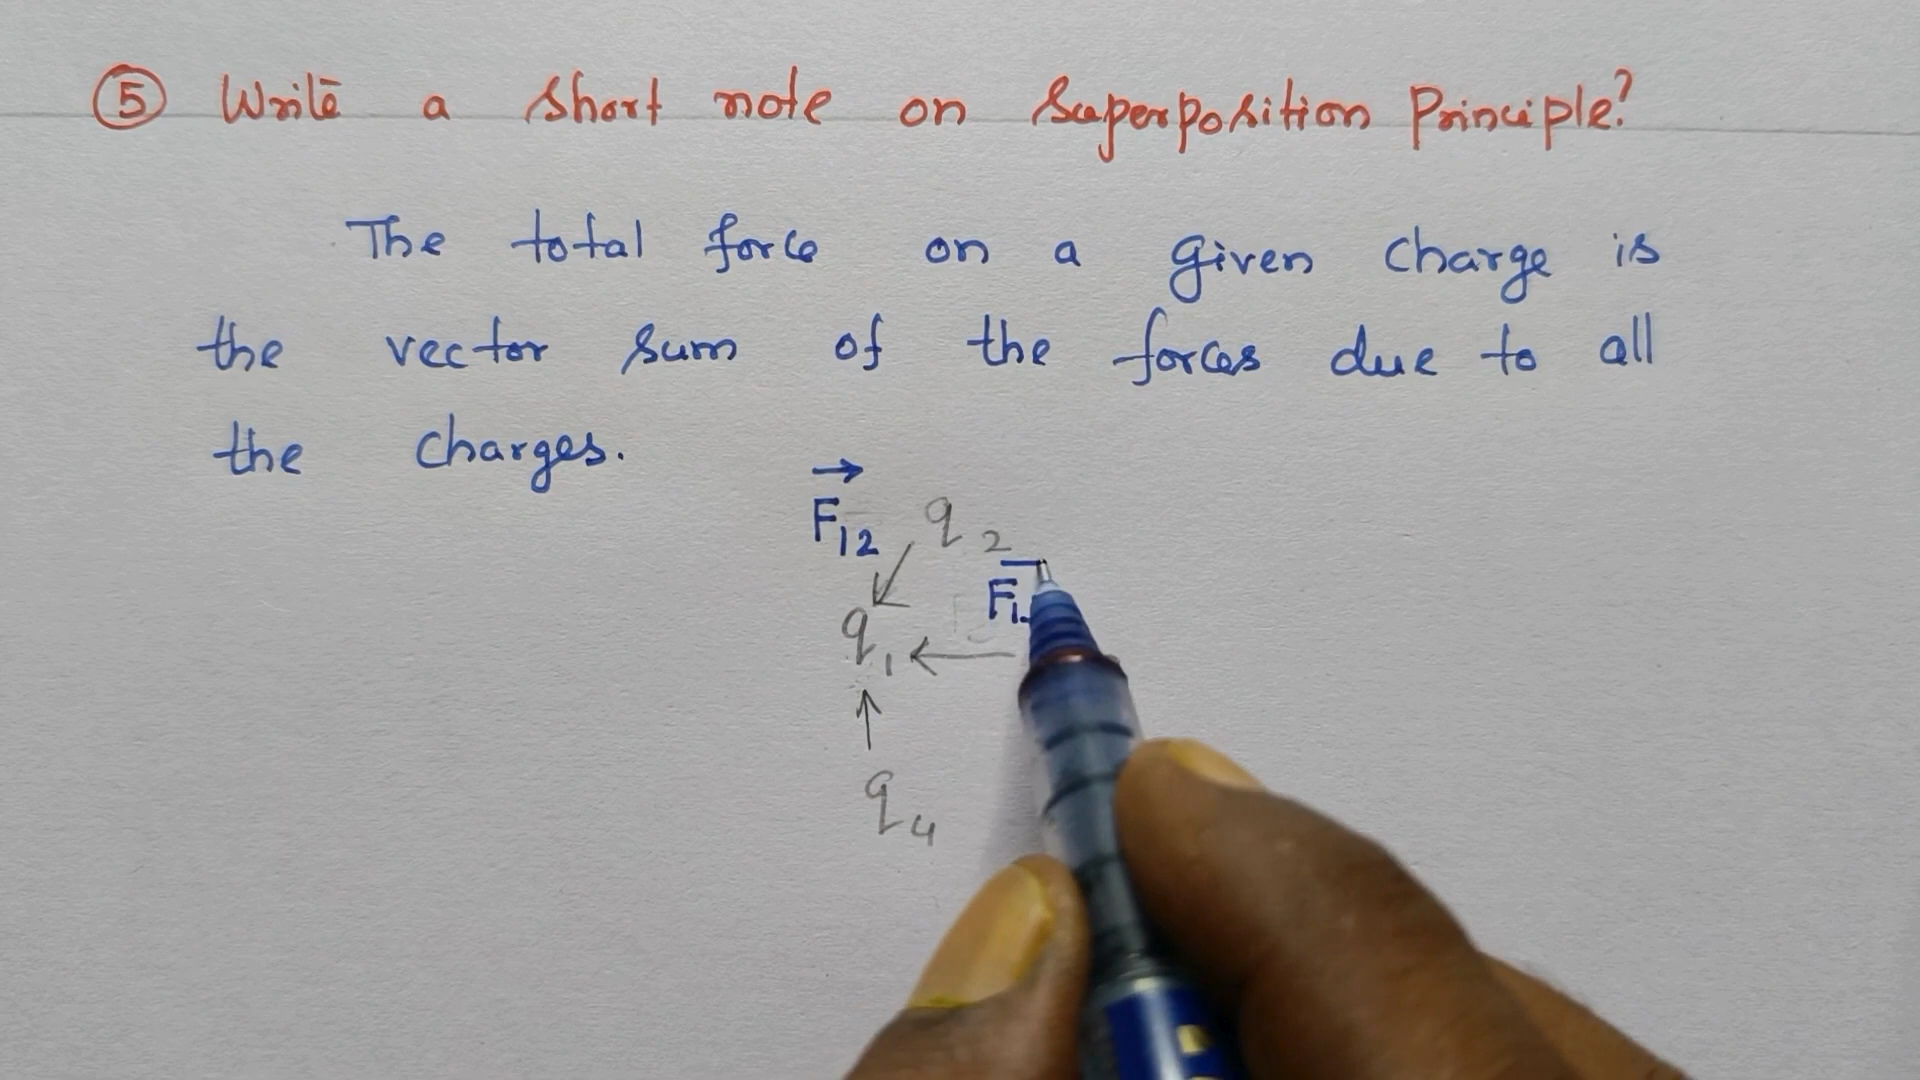 ⑤ Write a short note on Superposition Principle?
The total force on a given charge is
the vector sum of the forces due to all
the charges.
F₁₂ q₂
q₁
q₄